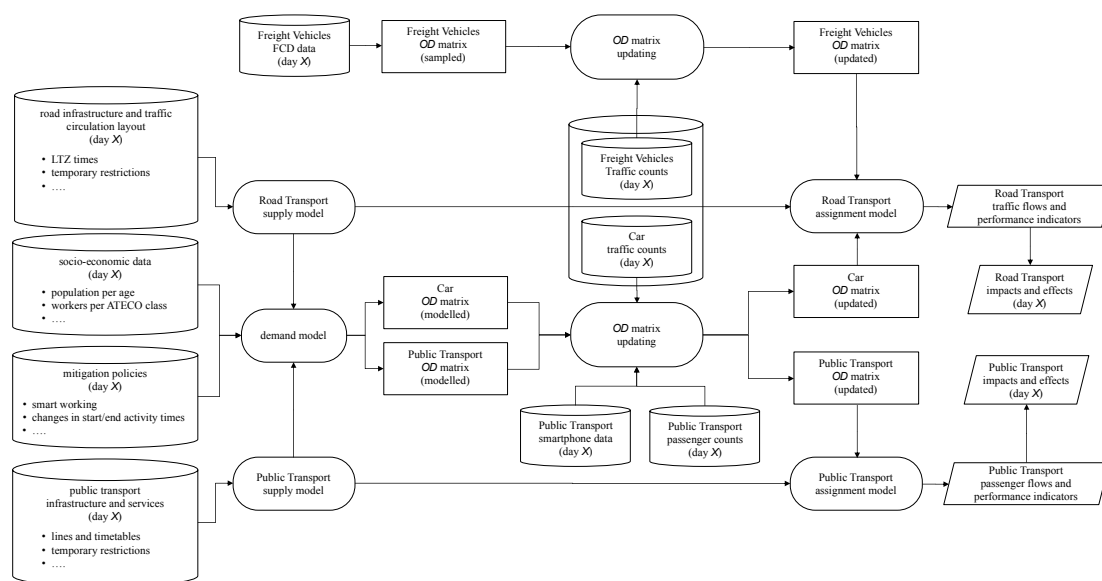 Freight Vehicles
FCD data
(day X)
Freight Vehicles
OD matrix
(sampled)
OD matrix
updating
Freight Vehicles
OD matrix
(updated)
road infrastructure and traffic
circulation layout
(day X)
• LTZ times
• temporary restrictions
• ….
Freight Vehicles
Traffic counts
(day X)
Road Transport
supply model
Road Transport
assignment model
Road Transport
traffic flows and
performance indicators
Car
traffic counts
(day X)
socio-economic data
(day X)
• population per age
• workers per ATECO class
• ….
Car
OD matrix
(modelled)
Car
OD matrix
(updated)
Road Transport
impacts and effects
(day X)
demand model
OD matrix
updating
Public Transport
OD matrix
(modelled)
Public Transport
OD matrix
(updated)
Public Transport
impacts and effects
(day X)
mitigation policies
(day X)
• smart working
• changes in start/end activity times
• ….
Public Transport
smartphone data
(day X)
Public Transport
passenger counts
(day X)
Public Transport
supply model
Public Transport
assignment model
Public Transport
passenger flows and
performance indicators
public transport
infrastructure and services
(day X)
• lines and timetables
• temporary restrictions
• ….